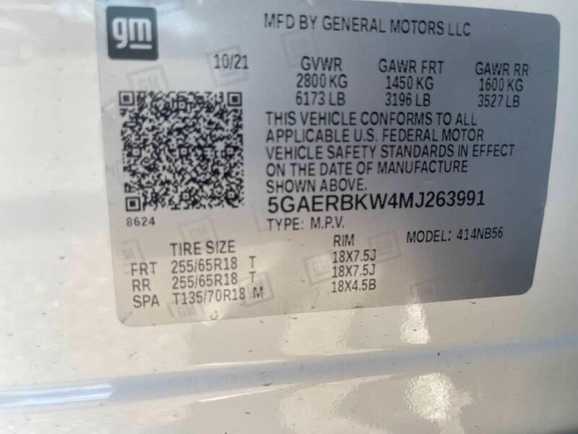 gm
MFD BY GENERAL MOTORS LLC
10/21 GVWR GAWR FRT GAWR RR
2800 KG 1450 KG 1600 KG
6173 LB 3196 LB 3527 LB
THIS VEHICLE CONFORMS TO ALL
APPLICABLE U.S. FEDERAL MOTOR
VEHICLE SAFETY STANDARDS IN EFFECT
ON THE DATE OF MANUFACTURE
SHOWN ABOVE.
8624 5GAERBKW4MJ263991
TYPE: M.P.V. MODEL: 414NB56
TIRE SIZE RIM
FRT 255/65R18 T 18X7.5J
RR 255/65R18 T 18X7.5J
SPA T135/70R18 M 18X4.5B